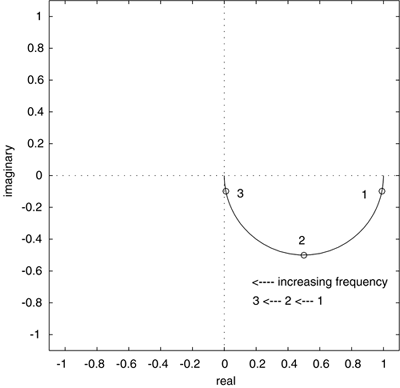 1
0.8
0.6
0.4
0.2
0
-0.2
-0.4
-0.6
-0.8
-1
imaginary
3
1
2
<---- increasing frequency
3 <--- 2 <--- 1
-1 -0.8 -0.6 -0.4 -0.2 0 0.2 0.4 0.6 0.8 1
real